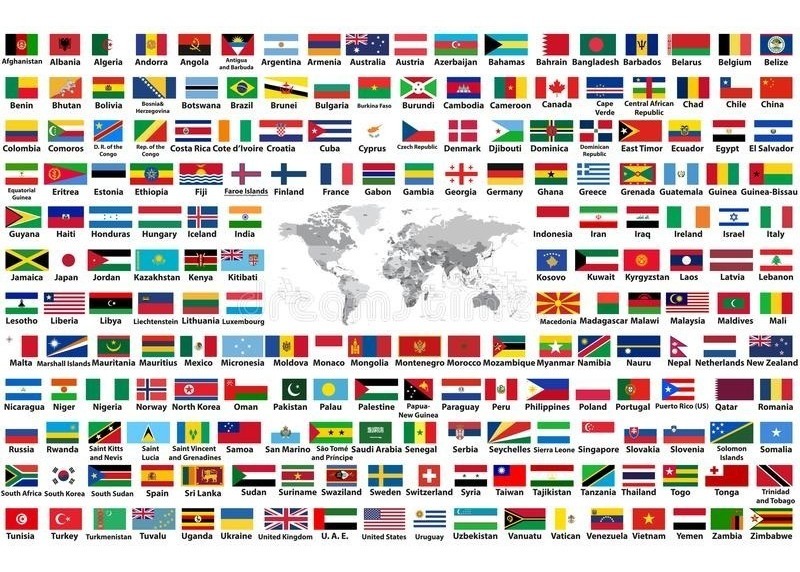 Afghanistan Albania Algeria Andorra Angola Antigua and Barbuda Argentina Armenia Australia Austria Azerbaijan Bahamas Bahrain Bangladesh Barbados Belarus Belgium Belize
Benin Bhutan Bolivia Bosnia& Herzegovina Botswana Brazil Brunei Bulgaria Burkina Faso Burundi Cambodia Cameroon Canada Cape Verde Central African Republic Chad Chile China
Colombia Comoros D. R. of the Congo Rep. of the Congo Costa Rica Cote d'Ivoire Croatia Cuba Cyprus Czech Republic Denmark Djibouti Dominica Dominican Republic East Timor Ecuador Egypt El Salvador
Equatorial Guinea Eritrea Estonia Ethiopia Fiji Faroe Islands Finland France Gabon Gambia Georgia Germany Ghana Greece Grenada Guatemala Guinea Guinea-Bissau
Guyana Haiti Honduras Hungary Iceland India Indonesia Iran Iraq Ireland Israel Italy
Jamaica Japan Jordan Kazakhstan Kenya Kitibati Kosovo Kuwait Kyrgyzstan Laos Latvia Lebanon
Lesotho Liberia Libya Liechtenstein Lithuania Luxembourg Macedonia Madagascar Malawi Malaysia Maldives Mali
Malta Marshall Islands Mauritania Mauritius Mexico Micronesia Moldova Monaco Mongolia Montenegro Morocco Mozambique Myanmar Namibia Nauru Nepal Netherlands New Zealand
Nicaragua Niger Nigeria Norway North Korea Oman Pakistan Palau Palestine Papua- New Guinea Paraguay Peru Philippines Poland Portugal Puerto Rico (US) Qatar Romania
Russia Rwanda Saint Kitts and Nevis Saint Lucia Saint Vincent and Grenadines Samoa San Marino São Tomé and Príncipe Saudi Arabia Senegal Serbia Seychelles Sierra Leone Singapore Slovakia Slovenia Solomon Islands Somalia
South Africa South Korea South Sudan Spain Sri Lanka Sudan Suriname Swaziland Sweden Switzerland Syria Taiwan Tajikistan Tanzania Thailand Togo Tonga Trinidad and Tobago
Tunisia Turkey Turkmenistan Tuvalu Uganda Ukraine United Kingdom U. A. E. United States Uruguay Uzbekistan Vanuatu Vatican Venezuela Vietnam Yemen Zambia Zimbabwe